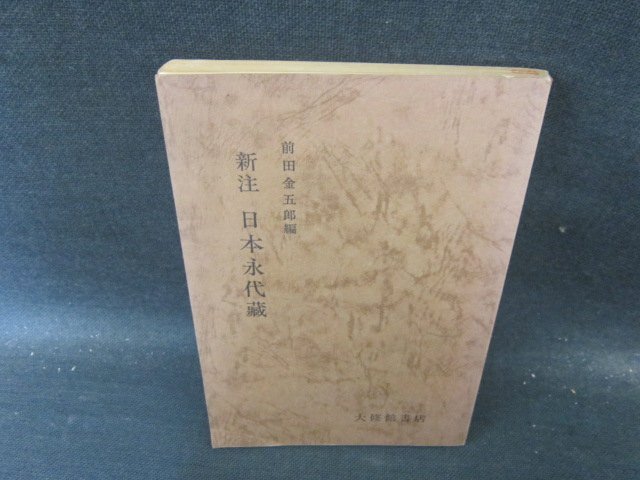 前田金五郎編
新注 日本永代藏
大修館書店